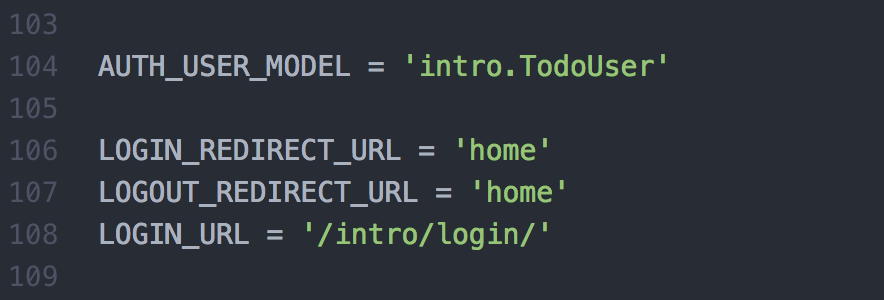 103
104 AUTH_USER_MODEL = 'intro.TodoUser'
105
106 LOGIN_REDIRECT_URL = 'home'
107 LOGOUT_REDIRECT_URL = 'home'
108 LOGIN_URL = '/intro/login/'
109